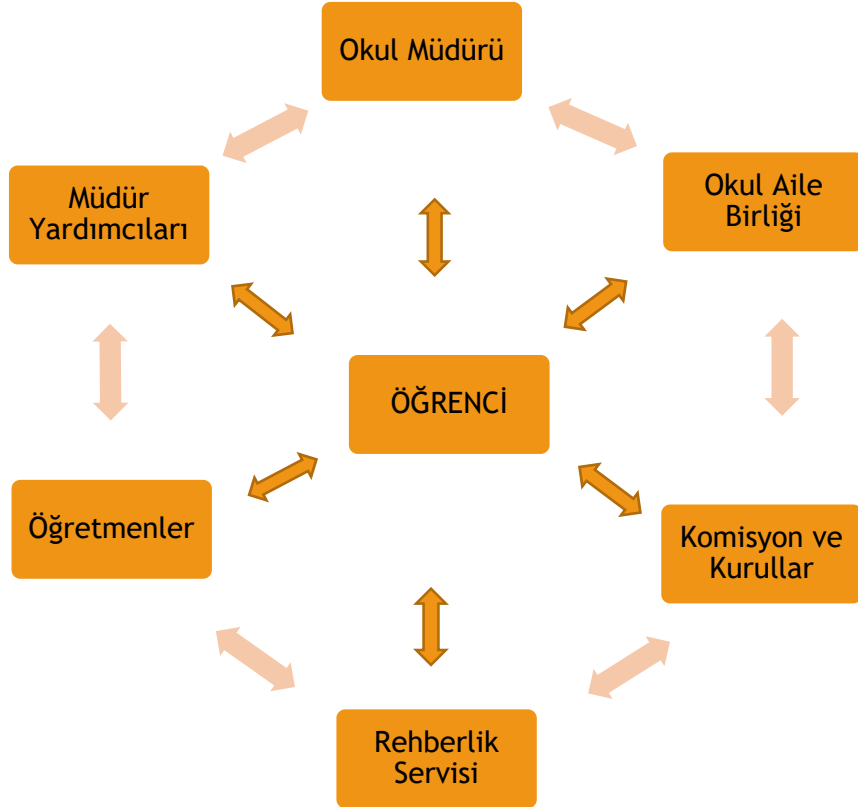 Okul Müdürü
Müdür
Yardımcıları
Okul Aile
Birliği
ÖĞRENCİ
Öğretmenler
Komisyon ve
Kurullar
Rehberlik
Servisi